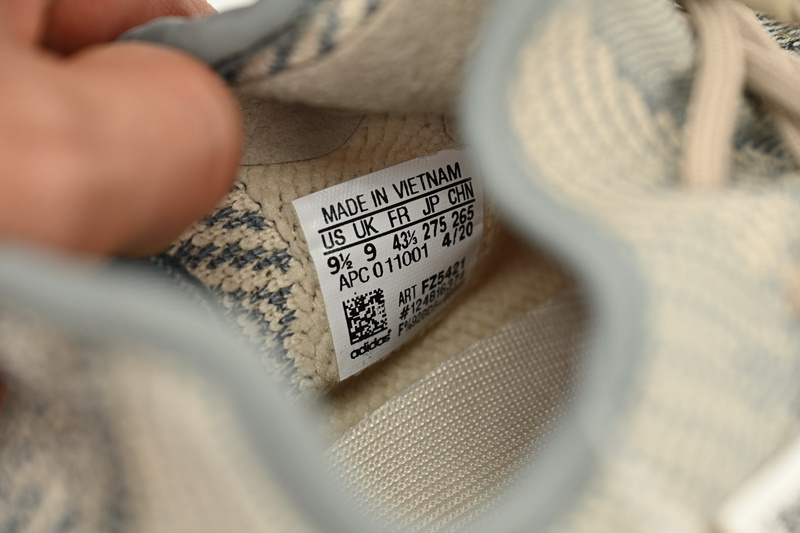 MADE IN VIETNAM
US UK FR JP CHN
9½ 9 43⅓ 275 265
APC 011001 4/20
ART FZ5421
adidas